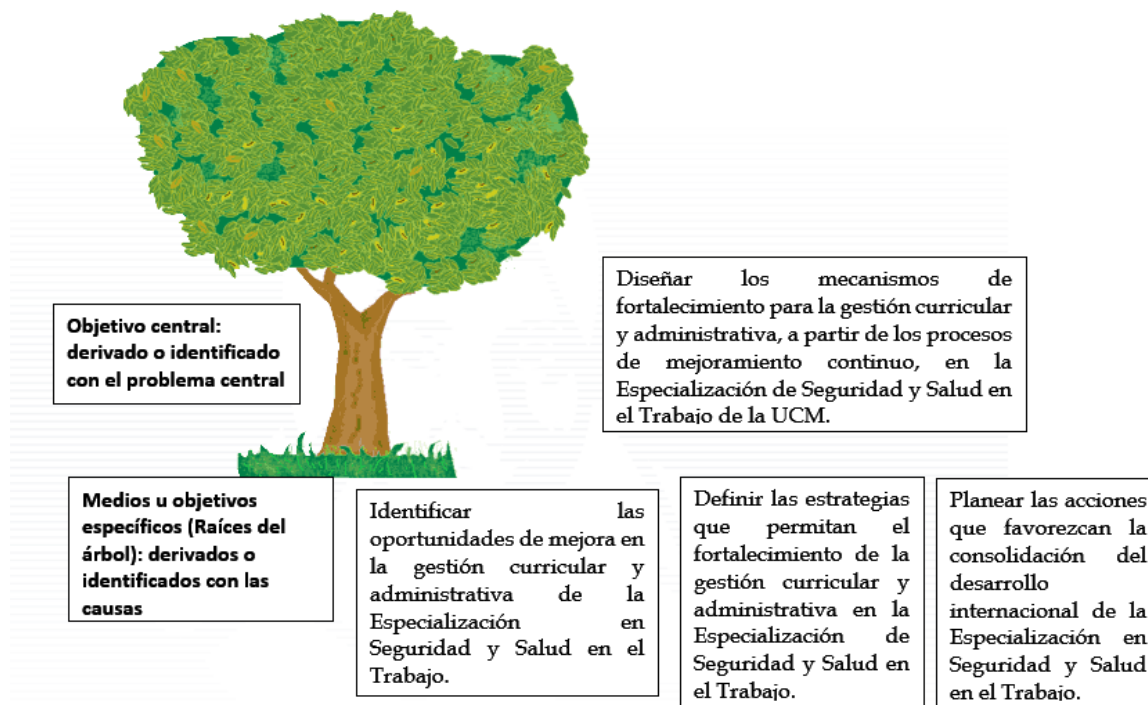 Objetivo central:
derivado o identificado
con el problema central
Diseñar los mecanismos de
fortalecimiento para la gestión curricular
y administrativa, a partir de los procesos
de mejoramiento continuo, en la
Especialización de Seguridad y Salud en
el Trabajo de la UCM.
Medios u objetivos
específicos (Raíces del
árbol): derivados o
identificados con las
causas
Identificar las
oportunidades de mejora en
la gestión curricular y
administrativa de la
Especialización en
Seguridad y Salud en el
Trabajo.
Definir las estrategias
que permitan el
fortalecimiento de la
gestión curricular y
administrativa en la
Especialización de
Seguridad y Salud en
el Trabajo.
Planear las acciones
que favorezcan la
consolidación del
desarrollo
internacional de la
Especialización en
Seguridad y Salud
en el Trabajo.